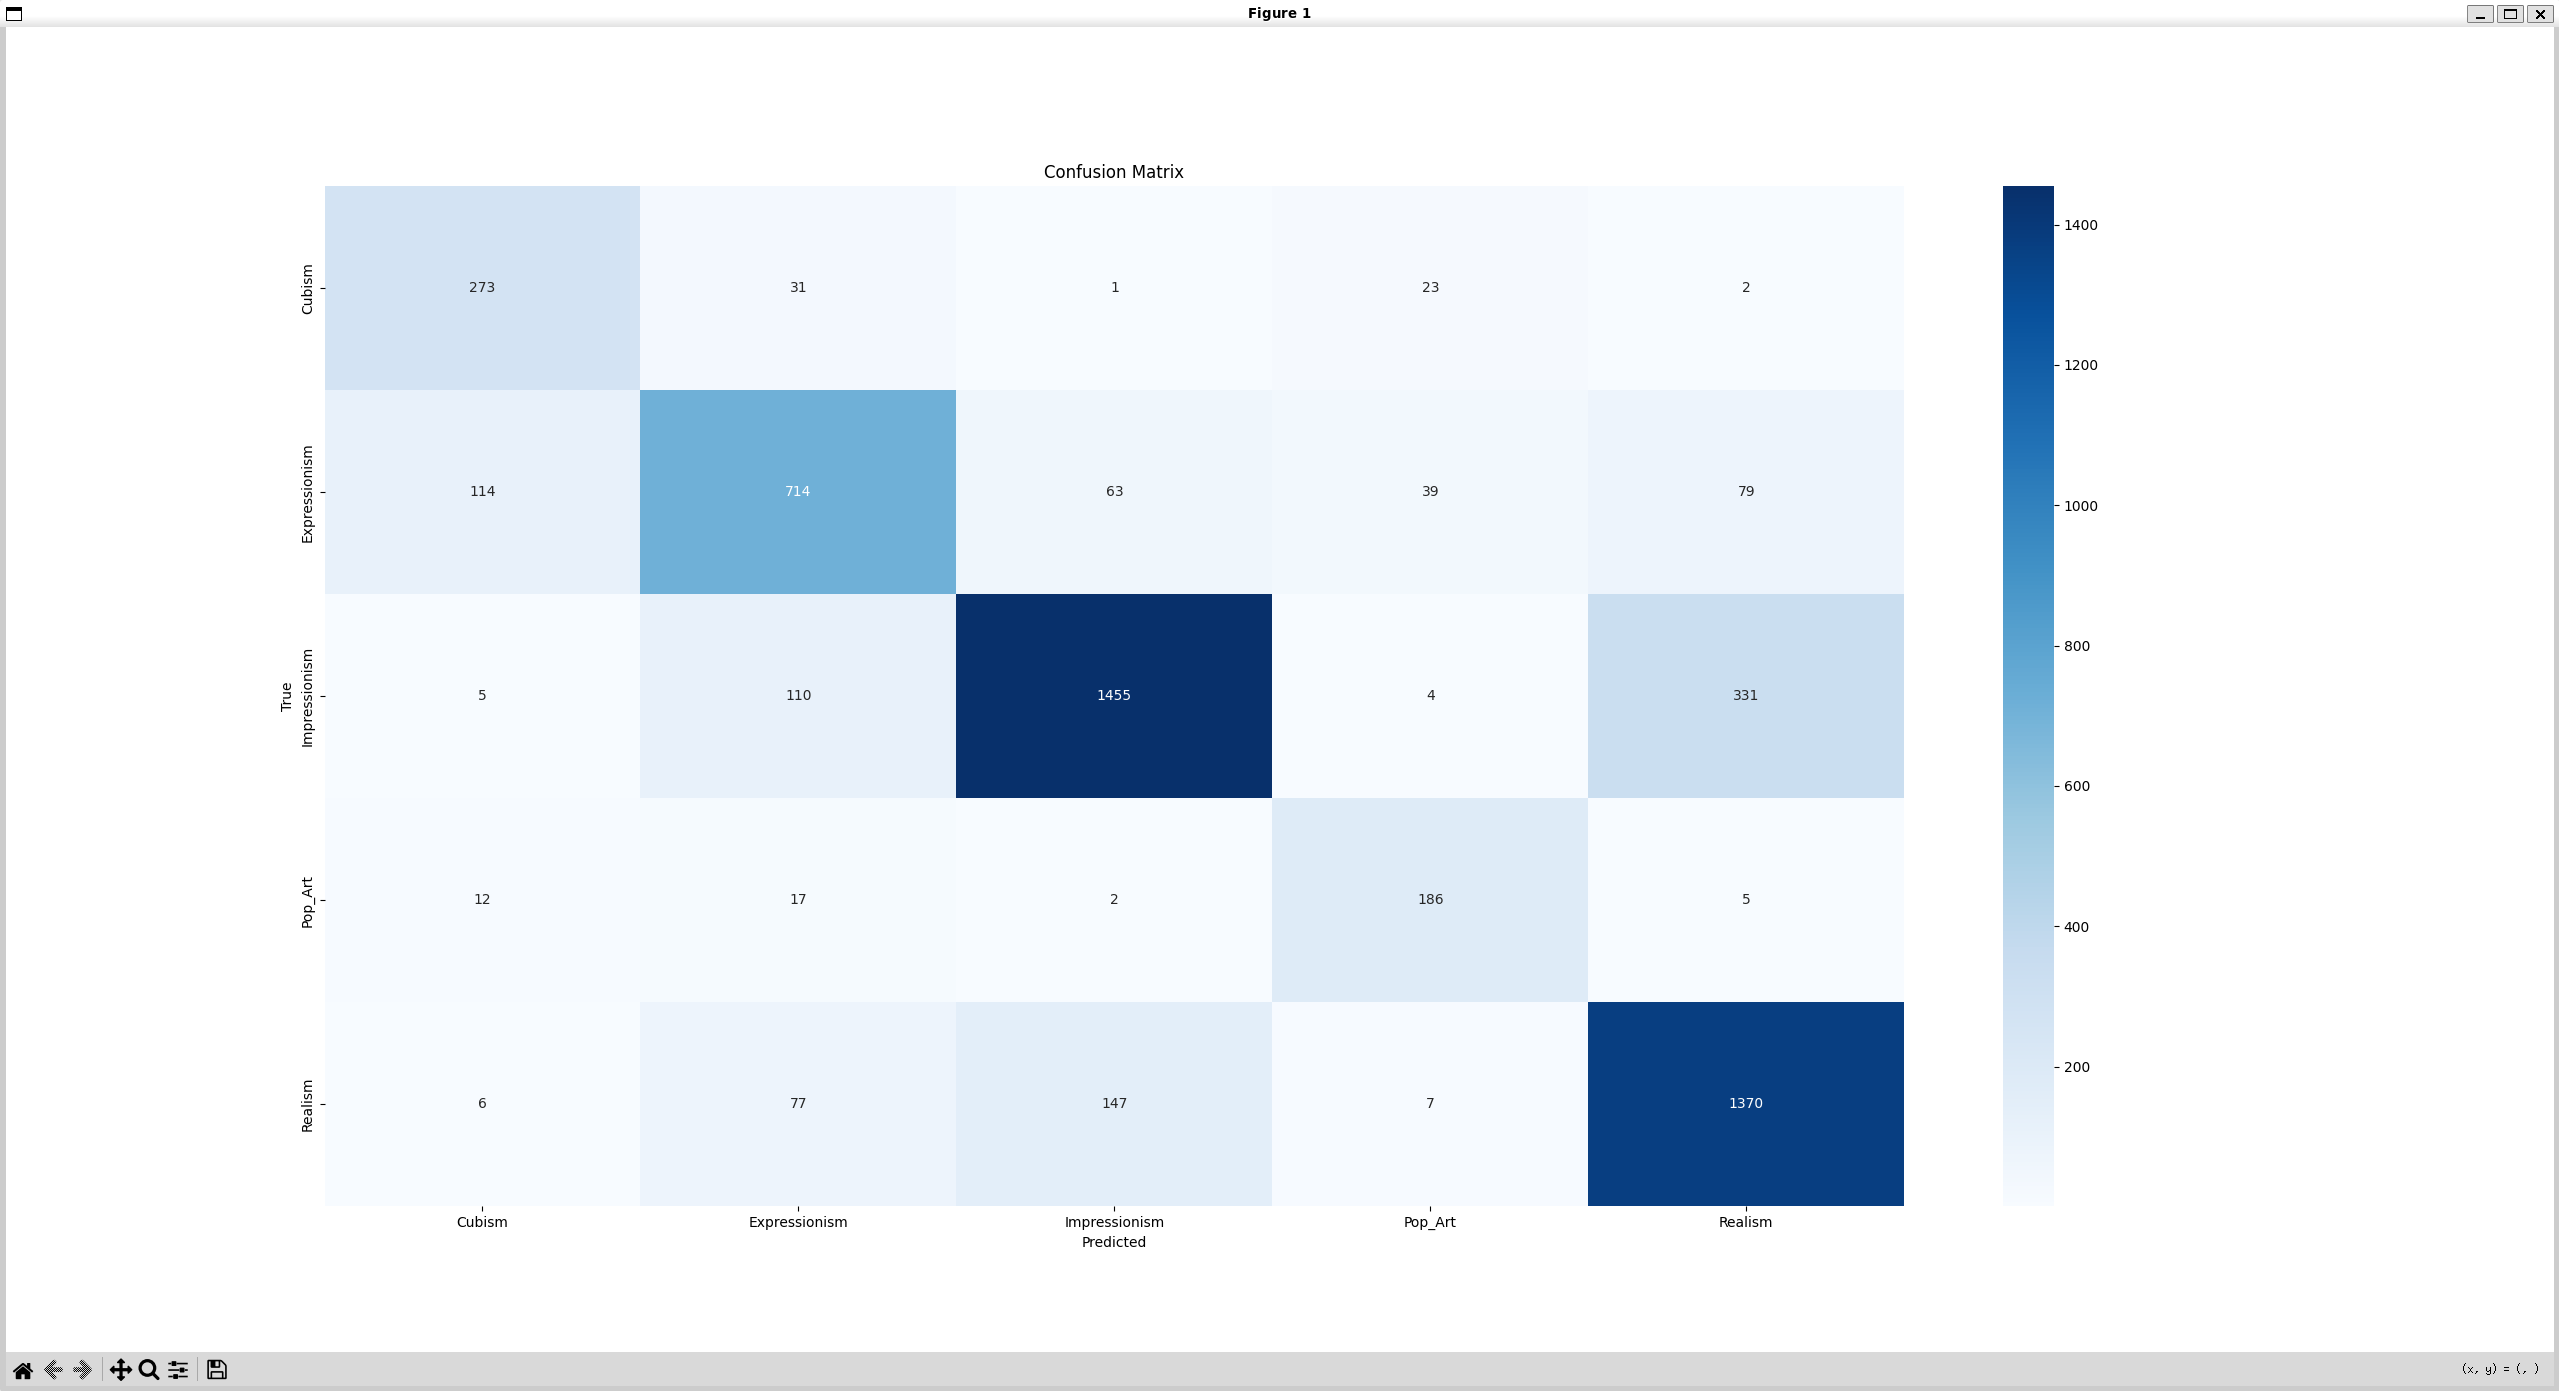 Figure 1
Confusion Matrix
Cubism 273 31 1 23 2
Expressionism 114 714 63 39 79
True
Impressionism 5 110 1455 4 331
Pop_Art 12 17 2 186 5
Realism 6 77 147 7 1370
Cubism Expressionism Impressionism Pop_Art Realism
Predicted
1400
1200
1000
800
600
400
200
(x, y) = (, )